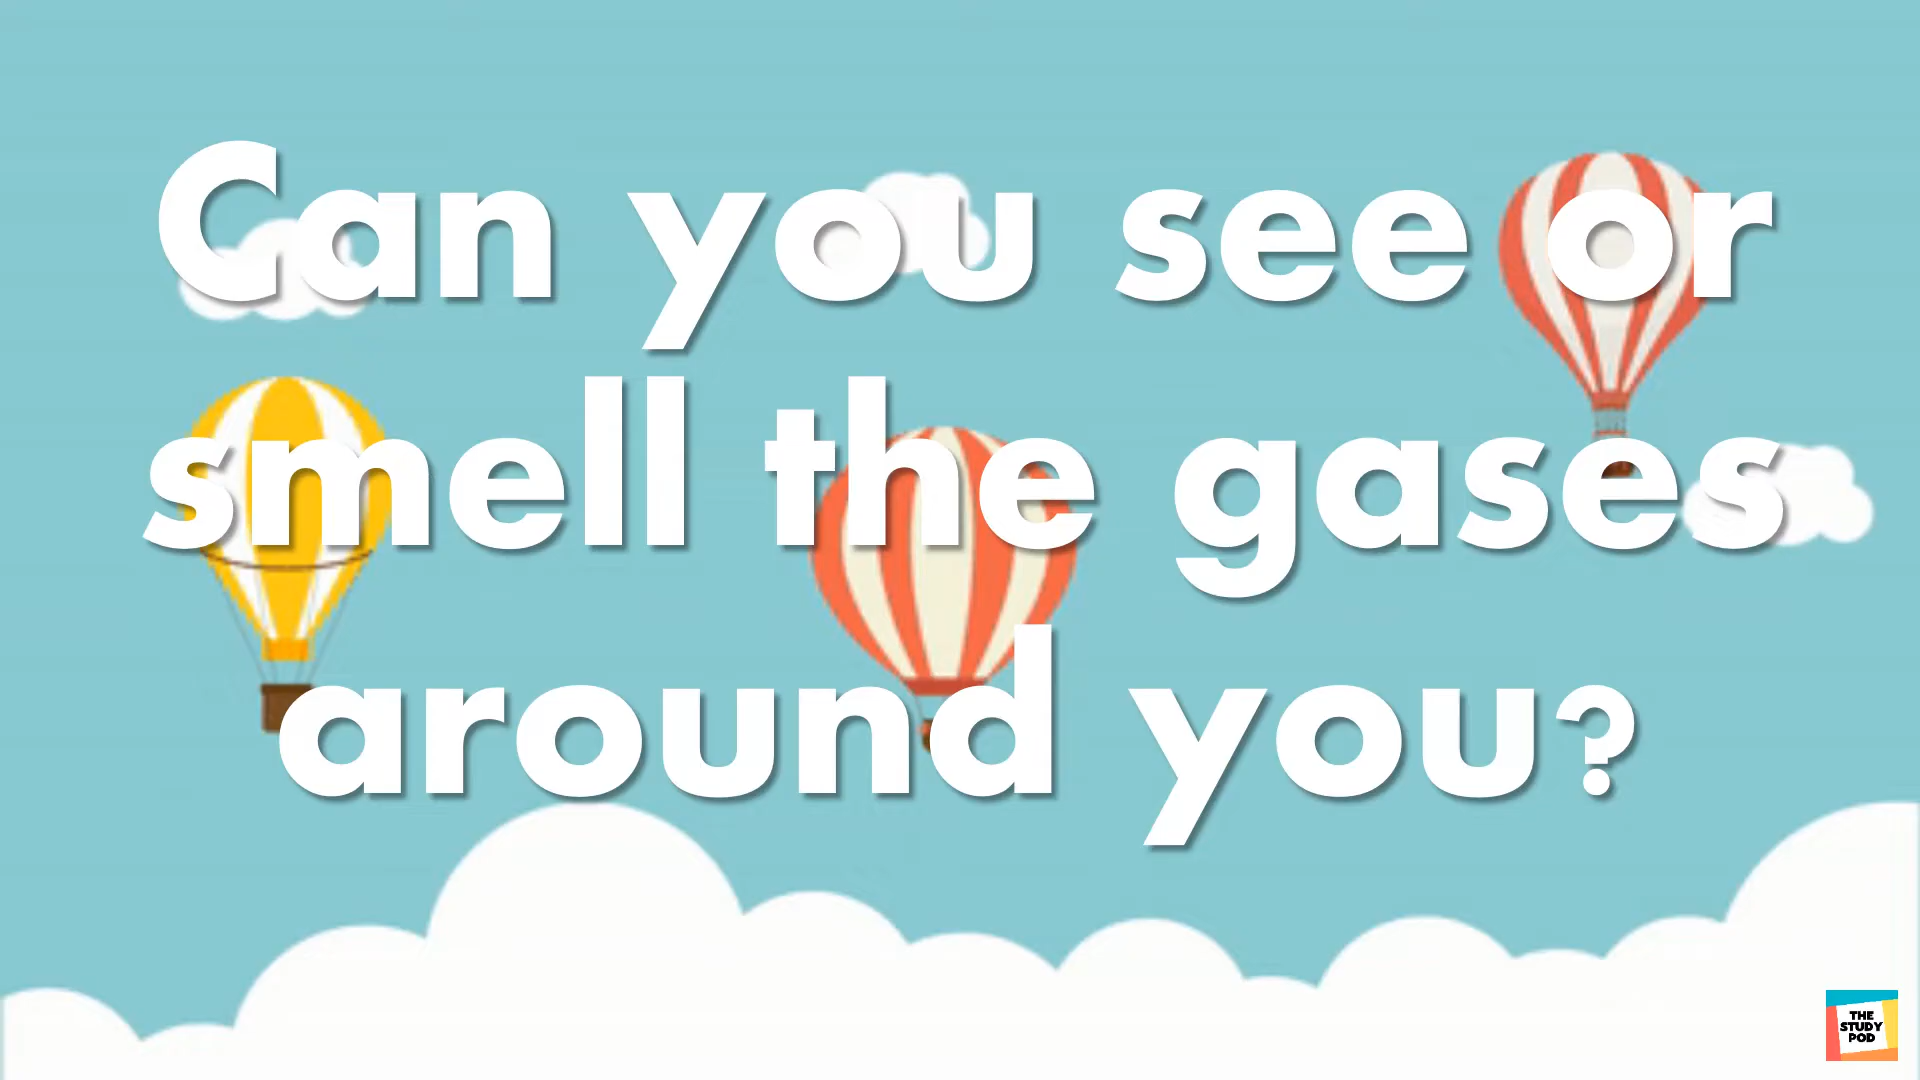 Can you see or
smell the gases
around you?
THE
STUDY
POD